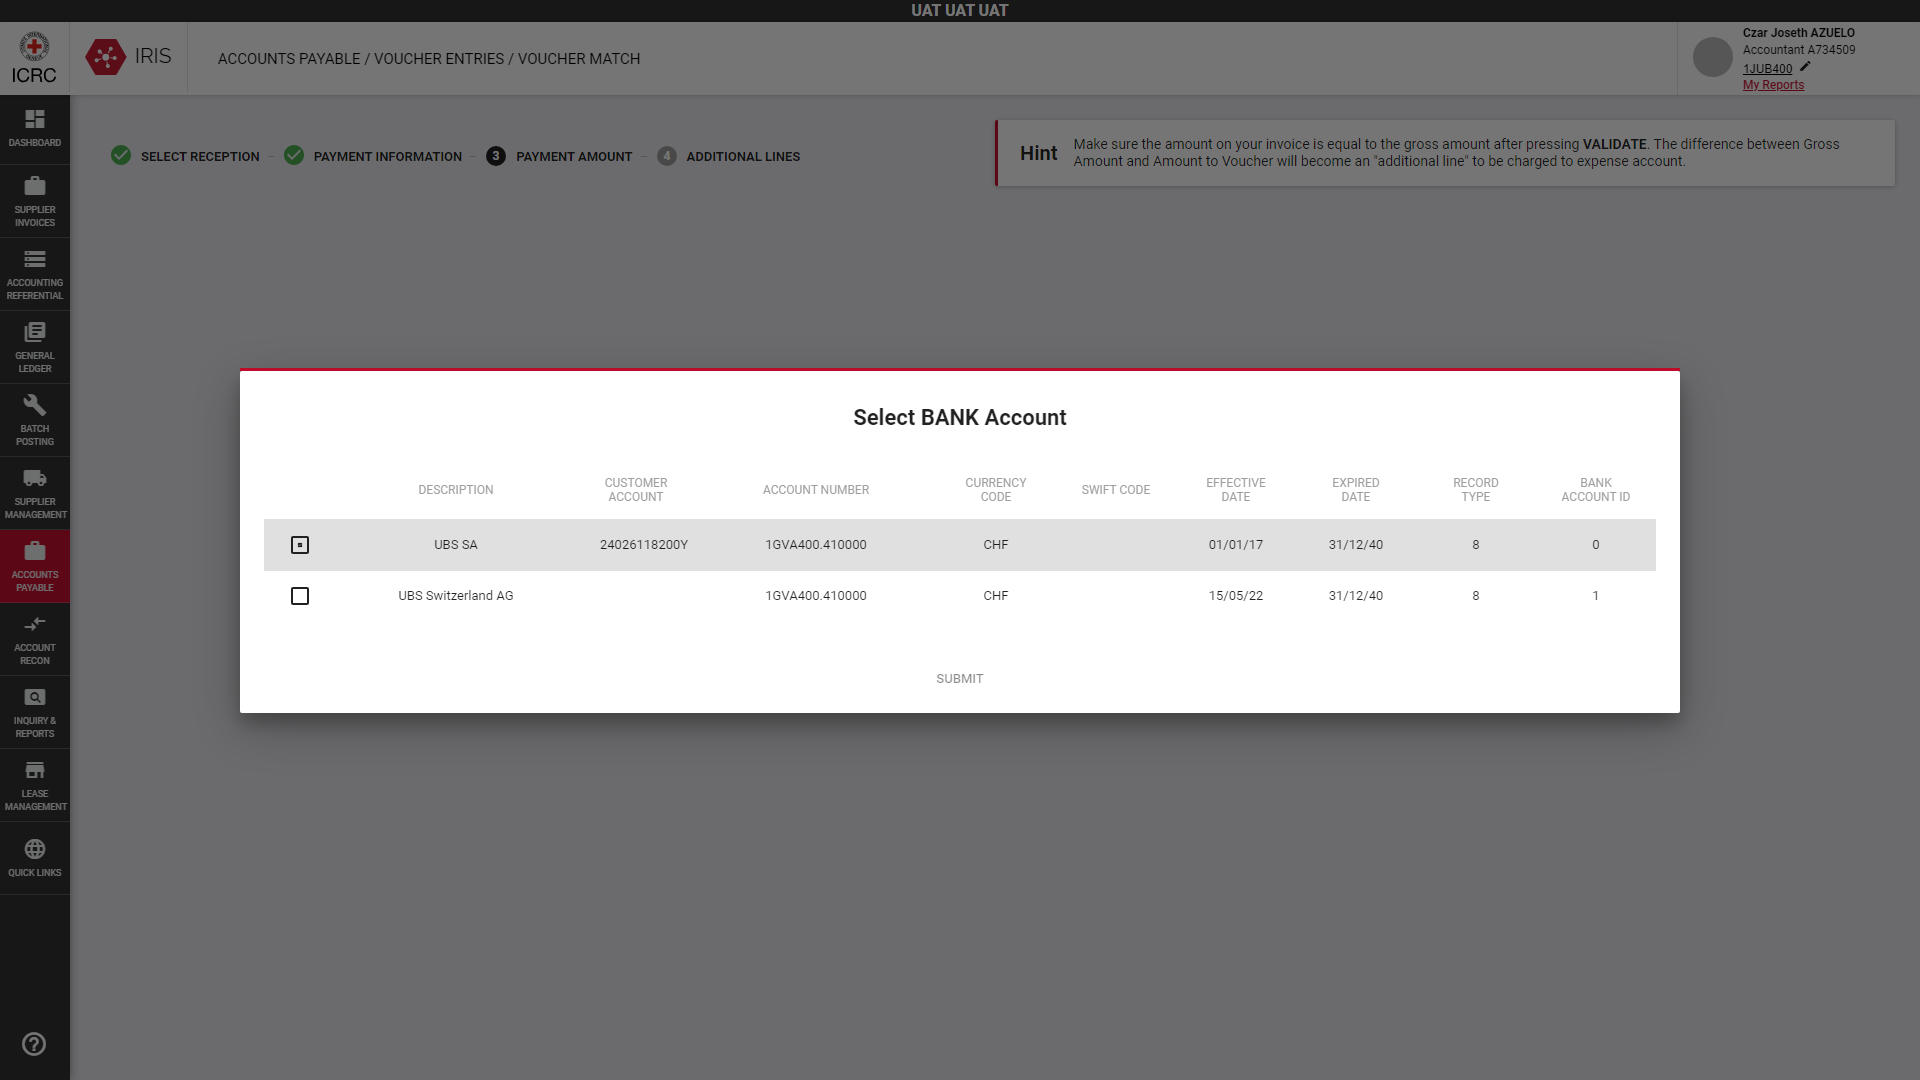 UAT UAT UAT
ICRC
IRIS
ACCOUNTS PAYABLE / VOUCHER ENTRIES / VOUCHER MATCH
Czar Joseth AZUELO
Accountant A734509
1JUB400
My Reports
DASHBOARD
SUPPLIER
INVOICES
ACCOUNTING
REFERENTIAL
GENERAL
LEDGER
BATCH
POSTING
SUPPLIER
MANAGEMENT
ACCOUNTS
PAYABLE
ACCOUNT
RECON
INQUIRY &
REPORTS
LEASE
MANAGEMENT
QUICK LINKS
SELECT RECEPTION – PAYMENT INFORMATION – 3 PAYMENT AMOUNT – 4 ADDITIONAL LINES
Hint
Make sure the amount on your invoice is equal to the gross amount after pressing VALIDATE. The difference between Gross
Amount and Amount to Voucher will become an "additional line" to be charged to expense account.
Select BANK Account
DESCRIPTION
CUSTOMER
ACCOUNT
ACCOUNT NUMBER
CURRENCY
CODE
SWIFT CODE
EFFECTIVE
DATE
EXPIRED
DATE
RECORD
TYPE
BANK
ACCOUNT ID
UBS SA 24026118200Y 1GVA400.410000 CHF 01/01/17 31/12/40 8 0
UBS Switzerland AG 1GVA400.410000 CHF 15/05/22 31/12/40 8 1
SUBMIT